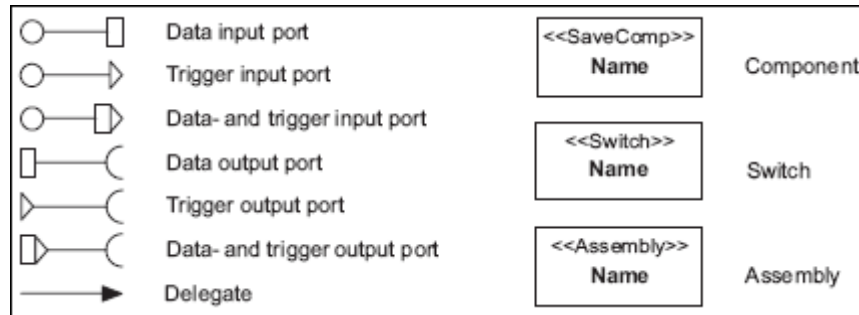 Data input port
Trigger input port
Data- and trigger input port
Data output port
Trigger output port
Data- and trigger output port
Delegate
<<SaveComp>>
Name
Component
<<Switch>>
Name
Switch
<<Assembly>>
Name
Assembly